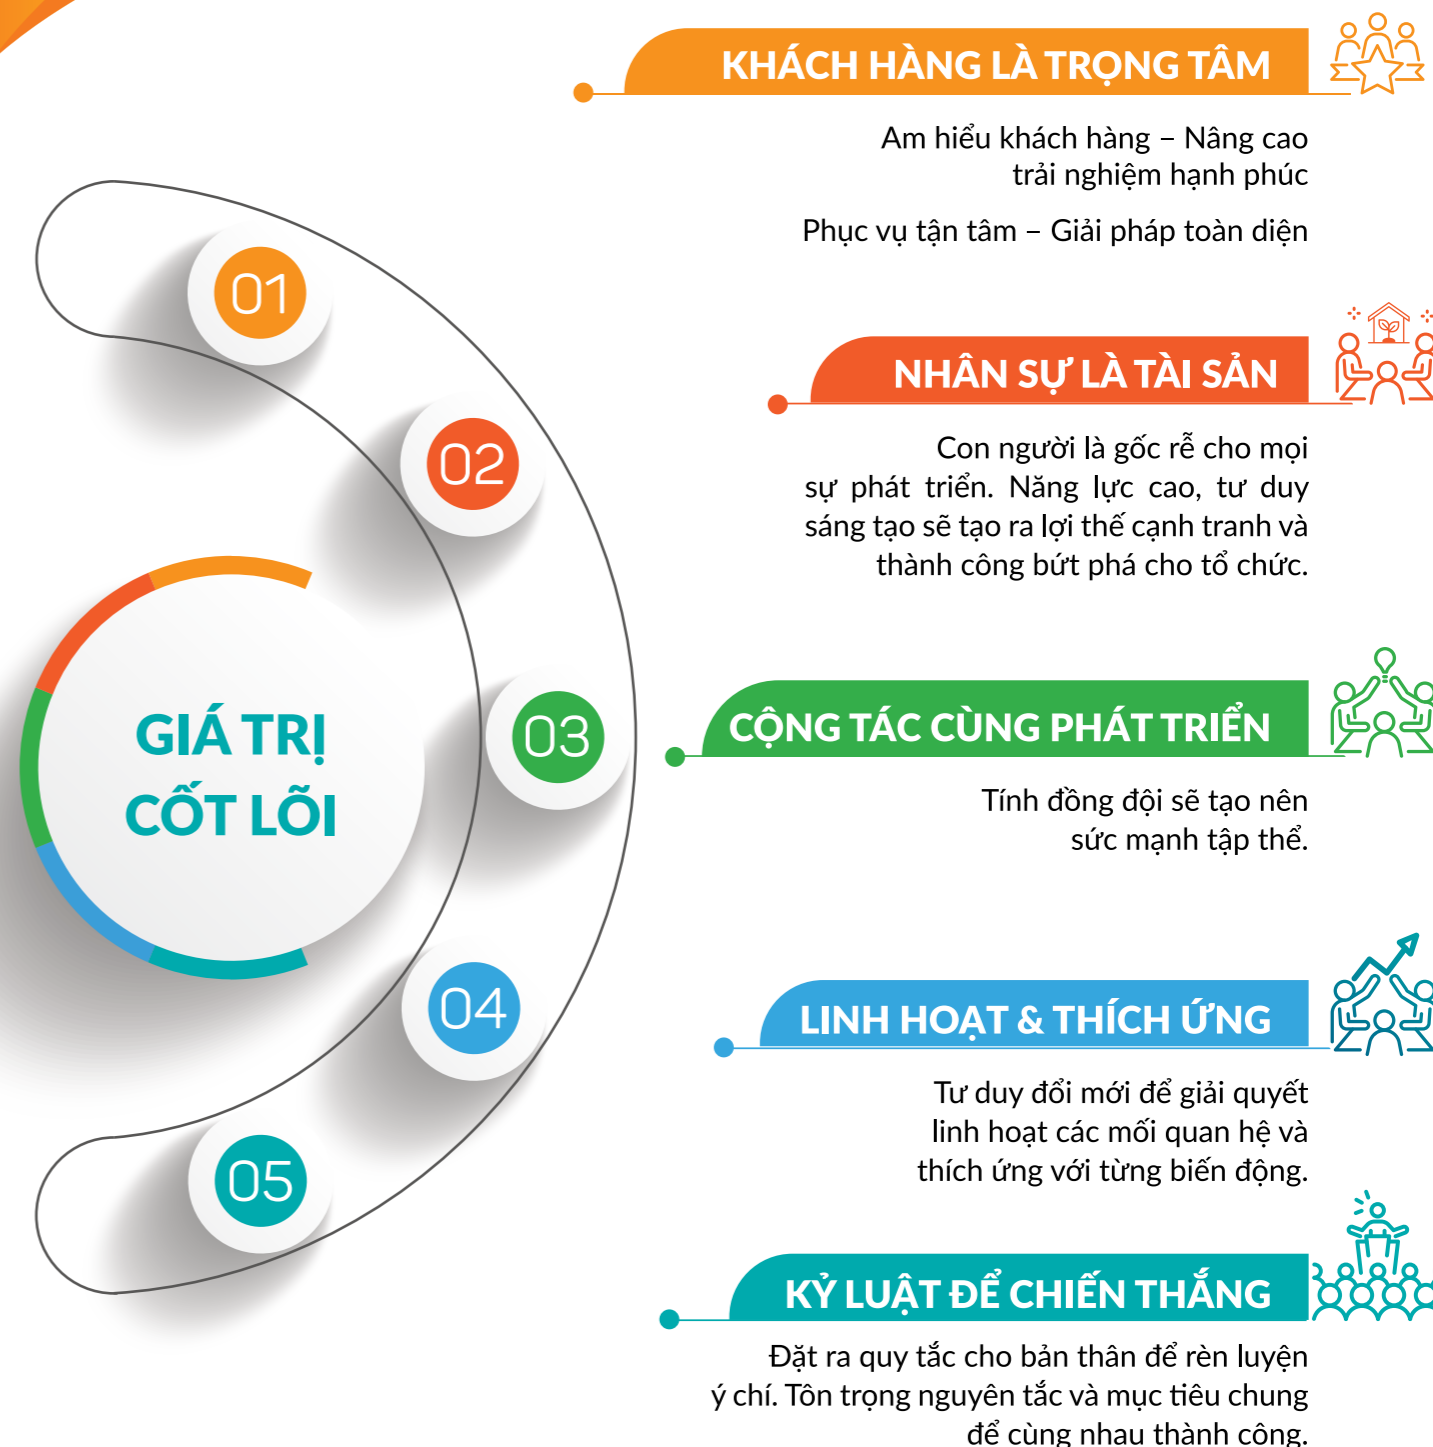 GIÁ TRỊ
CỐT LÕI
01
KHÁCH HÀNG LÀ TRỌNG TÂM
Am hiểu khách hàng – Nâng cao
trải nghiệm hạnh phúc
Phục vụ tận tâm – Giải pháp toàn diện
02
NHÂN SỰ LÀ TÀI SẢN
Con người là gốc rễ cho mọi
sự phát triển. Năng lực cao, tư duy
sáng tạo sẽ tạo ra lợi thế cạnh tranh và
thành công bứt phá cho tổ chức.
03
CỘNG TÁC CÙNG PHÁT TRIỂN
Tính đồng đội sẽ tạo nên
sức mạnh tập thể.
04
LINH HOẠT & THÍCH ỨNG
Tư duy đổi mới để giải quyết
linh hoạt các mối quan hệ và
thích ứng với từng biến động.
05
KỶ LUẬT ĐỂ CHIẾN THẮNG
Đặt ra quy tắc cho bản thân để rèn luyện
ý chí. Tôn trọng nguyên tắc và mục tiêu chung
để cùng nhau thành công.